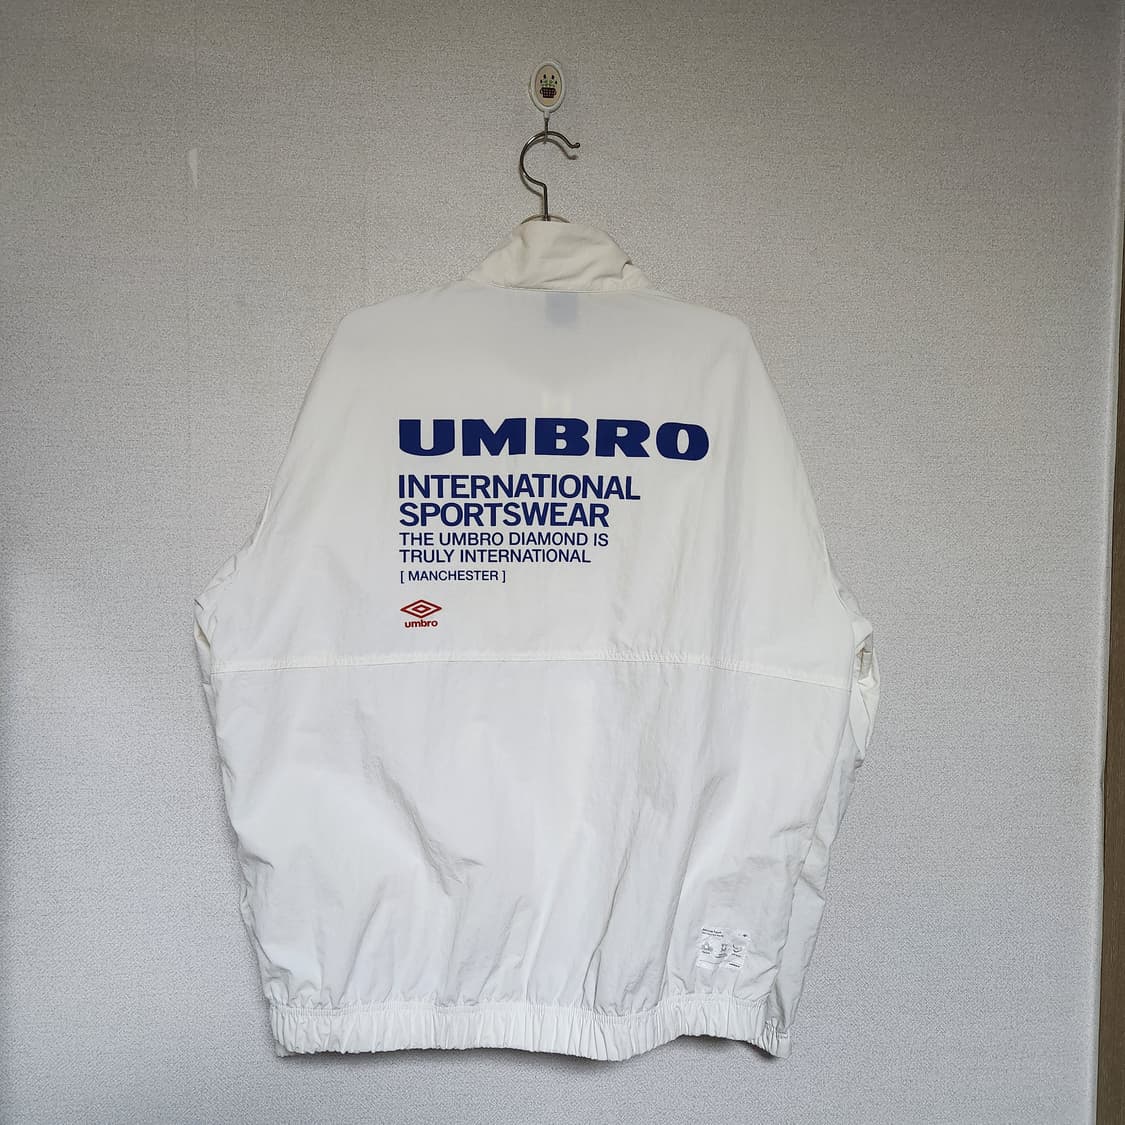 UMBRO
INTERNATIONAL
SPORTSWEAR
THE UMBRO DIAMOND IS
TRULY INTERNATIONAL
[ MANCHESTER ]
umbro